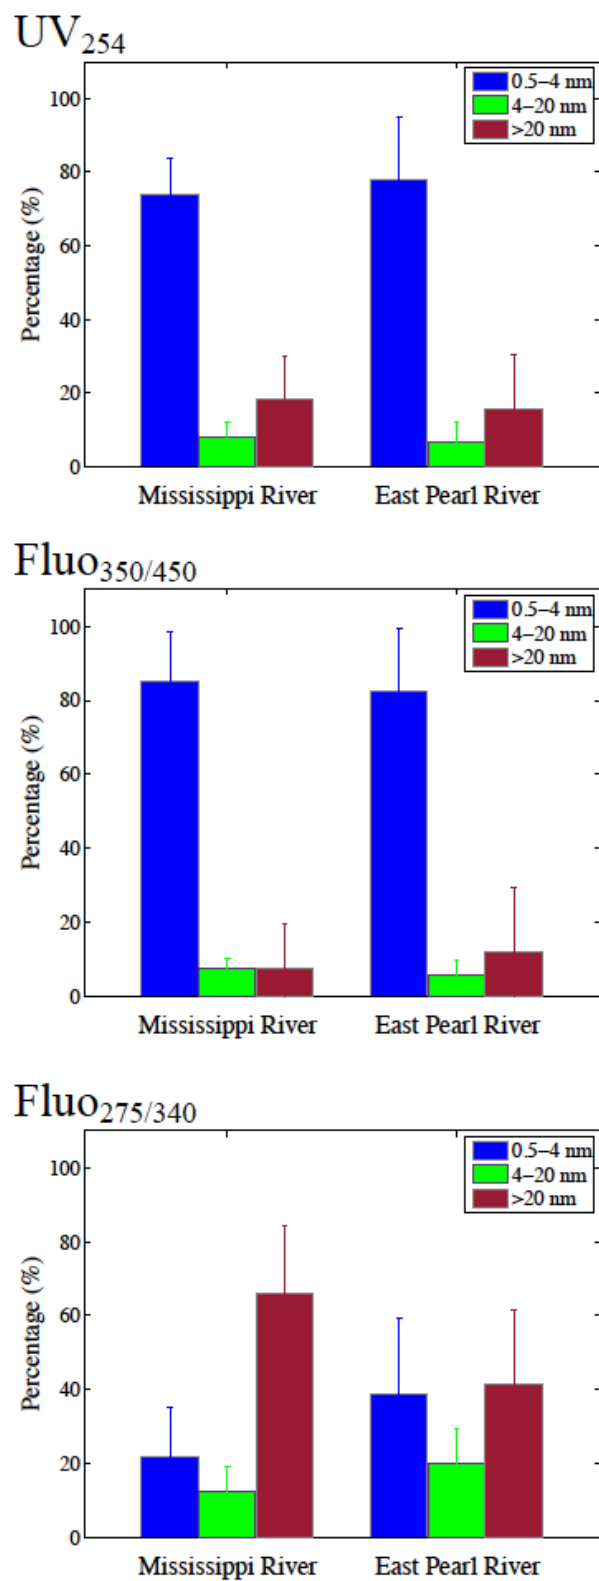 UV254
100
80
60
40
20
0
Percentage (%)
0.5–4 nm
4–20 nm
>20 nm
Mississippi River East Pearl River
Fluo350/450
100
80
60
40
20
0
Percentage (%)
0.5–4 nm
4–20 nm
>20 nm
Mississippi River East Pearl River
Fluo275/340
100
80
60
40
20
0
Percentage (%)
0.5–4 nm
4–20 nm
>20 nm
Mississippi River East Pearl River